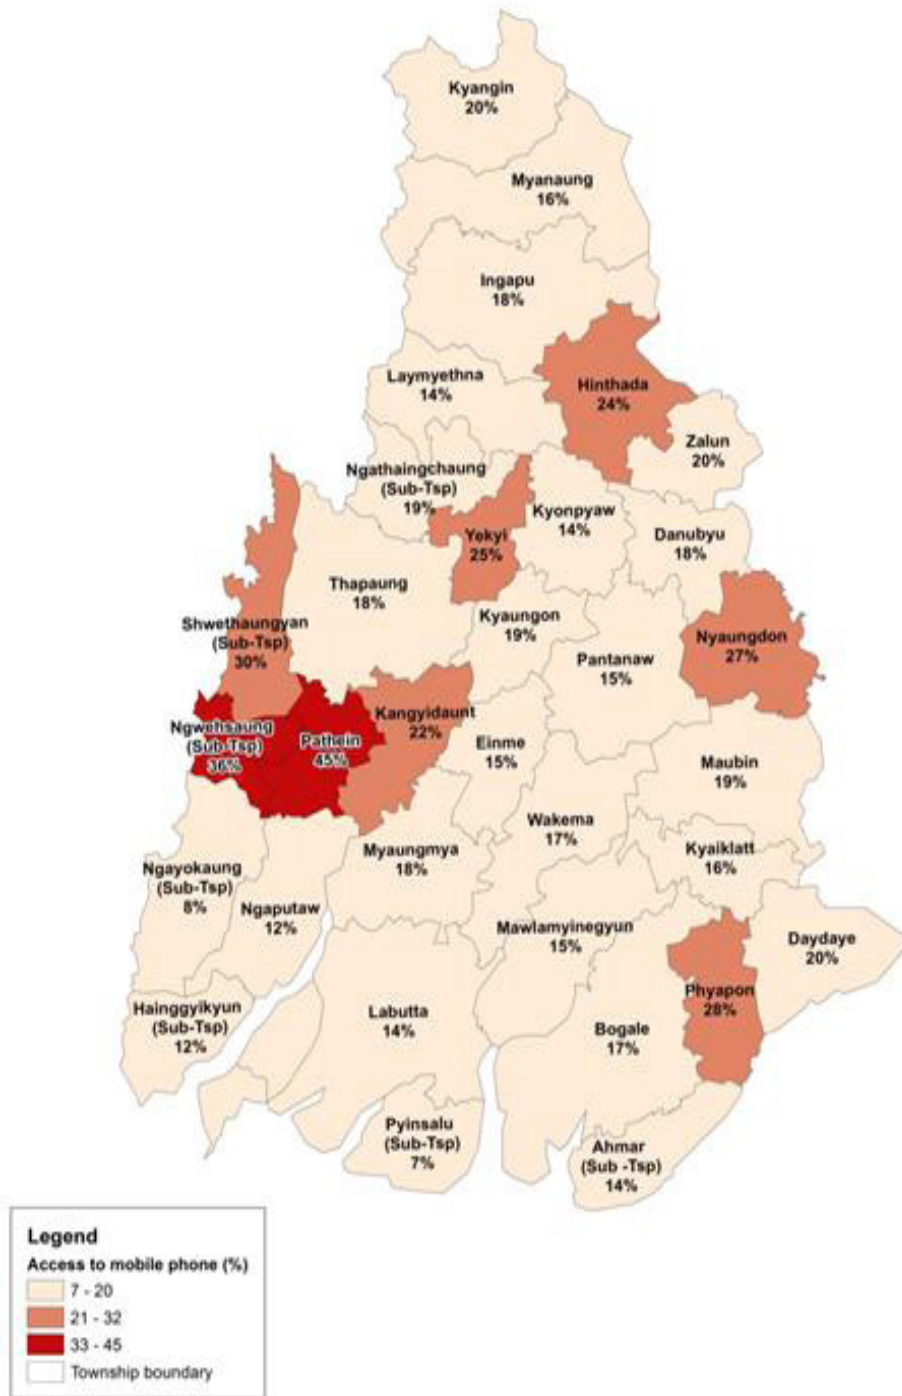 Kyangin
20%
Myanaung
16%
Ingapu
18%
Laymyethna
14%
Hinthada
24%
Zalun
20%
Ngathaingchaung
(Sub-Tsp)
19%
Yekyi
25%
Kyonpyaw
14%
Danubyu
18%
Thapaung
18%
Shwethaungyan
(Sub-Tsp)
30%
Kyaungon
19%
Nyaungdon
27%
Pantanaw
15%
Ngwehsaung
(Sub-Tsp)
36%
Pathein
45%
Kangyidaunt
22%
Einme
15%
Maubin
19%
Wakema
17%
Myaungmya
18%
Kyaiklatt
16%
Ngayokaung
(Sub-Tsp)
8%
Ngaputaw
12%
Mawlamyinegyun
15%
Daydaye
20%
Phyapon
28%
Hainggyikyun
(Sub-Tsp)
12%
Labutta
14%
Bogale
17%
Pyinsalu
(Sub-Tsp)
7%
Ahmar
(Sub -Tsp)
14%
Legend
Access to mobile phone (%)
7 - 20
21 - 32
33 - 45
Township boundary